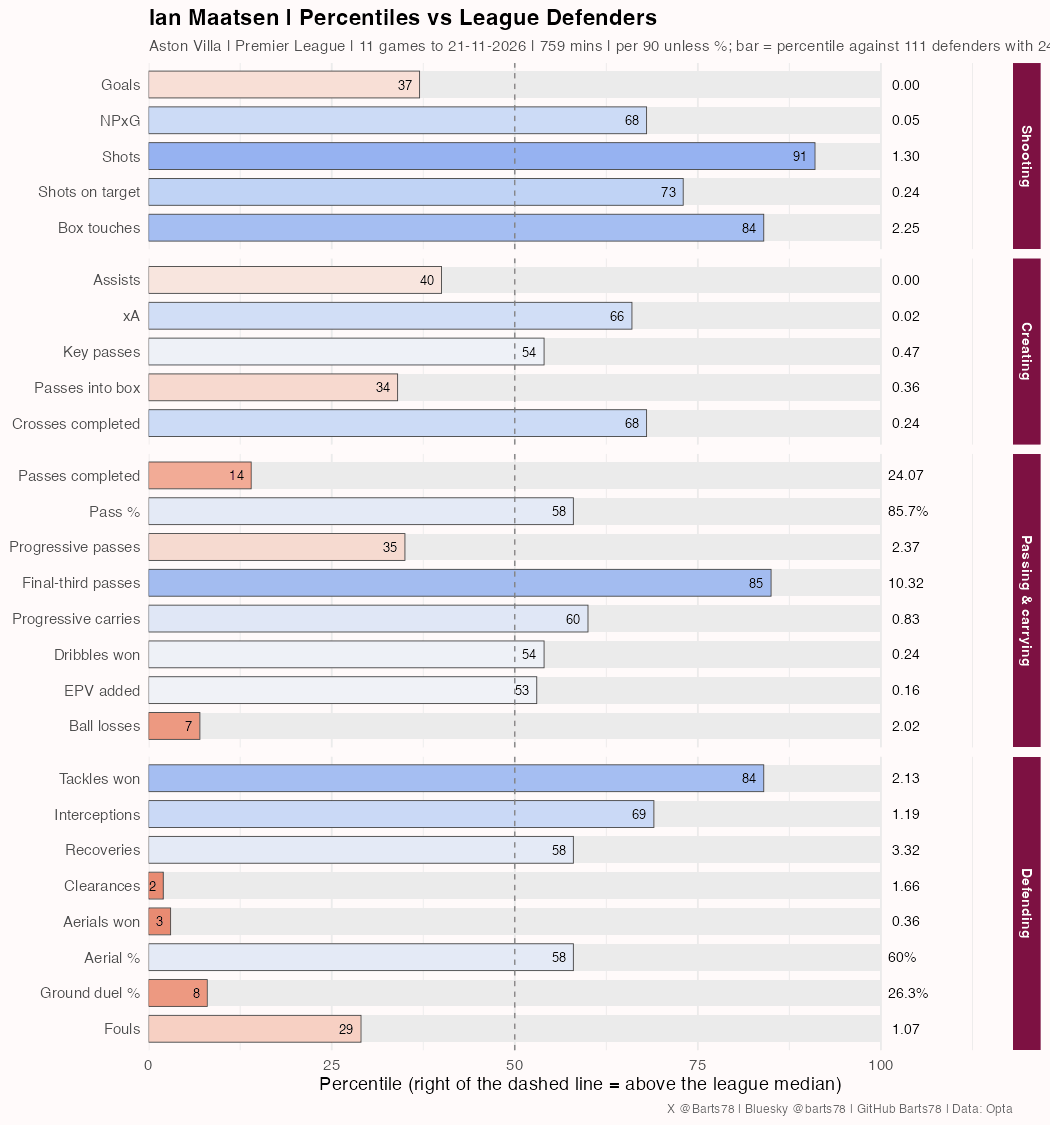 Ian Maatsen | Percentiles vs League Defenders
Aston Villa | Premier League | 11 games to 21-11-2026 | 759 mins | per 90 unless %; bar = percentile against 111 defenders with 24
Goals 37 0.00
NPxG 68 0.05
Shots 91 1.30
Shots on target 73 0.24
Box touches 84 2.25
Shooting
Assists 40 0.00
xA 66 0.02
Key passes 54 0.47
Passes into box 34 0.36
Crosses completed 68 0.24
Creating
Passes completed 14 24.07
Pass % 58 85.7%
Progressive passes 35 2.37
Final-third passes 85 10.32
Progressive carries 60 0.83
Dribbles won 54 0.24
EPV added 53 0.16
Ball losses 7 2.02
Passing & carrying
Tackles won 84 2.13
Interceptions 69 1.19
Recoveries 58 3.32
Clearances 2 1.66
Aerials won 3 0.36
Aerial % 58 60%
Ground duel % 8 26.3%
Fouls 29 1.07
Defending
0 25 50 75 100
Percentile (right of the dashed line = above the league median)
X @Barts78 | Bluesky @barts78 | GitHub Barts78 | Data: Opta